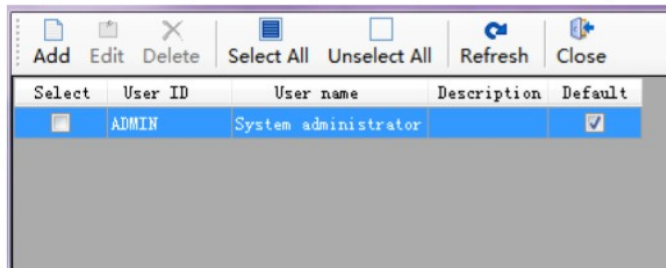 Add Edit Delete Select All Unselect All Refresh Close
Select User ID User name Description Default
ADMIN System administrator